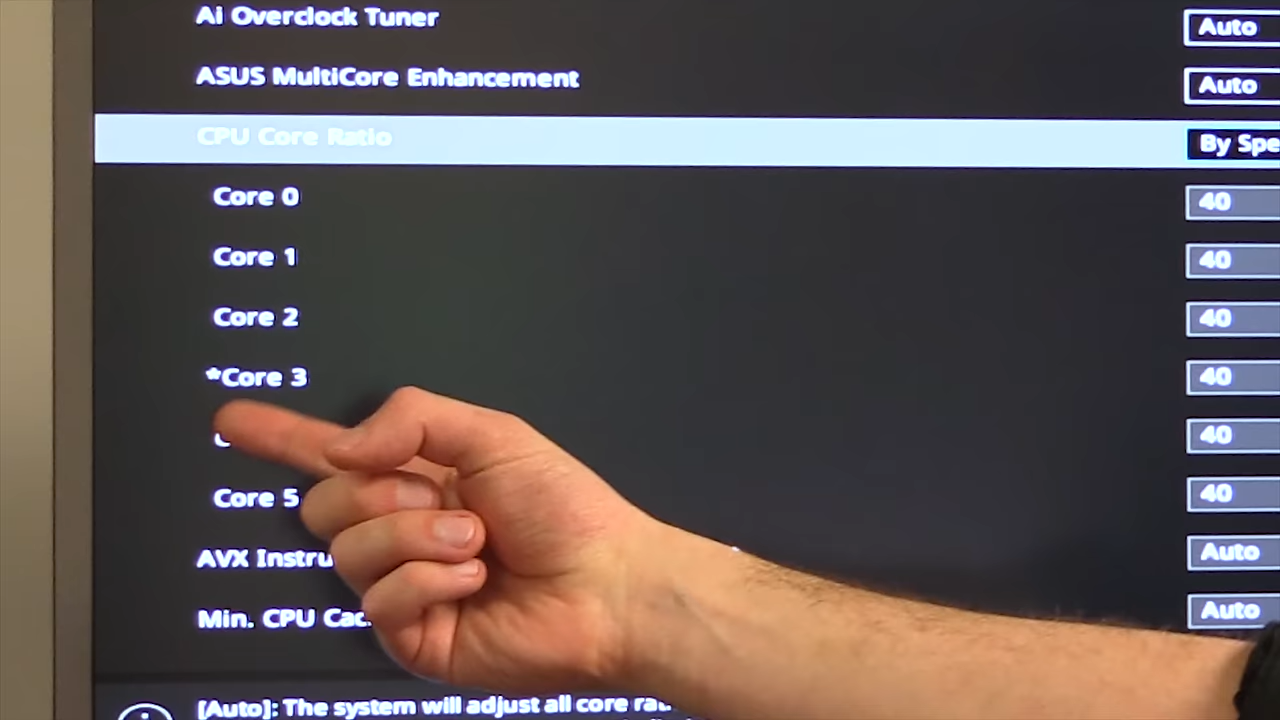 Ai Overclock Tuner Auto
ASUS MultiCore Enhancement Auto
CPU Core Ratio By Spe
Core 0 40
Core 1 40
Core 2 40
*Core 3 40
40
Core 5 40
AVX Instru Auto
Min. CPU Cac Auto
[Auto]: The system will adjust all core